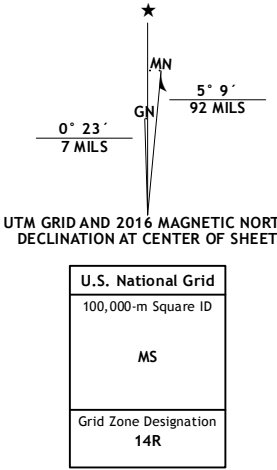 ★
MN
5° 9´
92 MILS
GN
0° 23´
7 MILS
UTM GRID AND 2016 MAGNETIC NORT
DECLINATION AT CENTER OF SHEET
U.S. National Grid
100,000-m Square ID
MS
Grid Zone Designation
14R